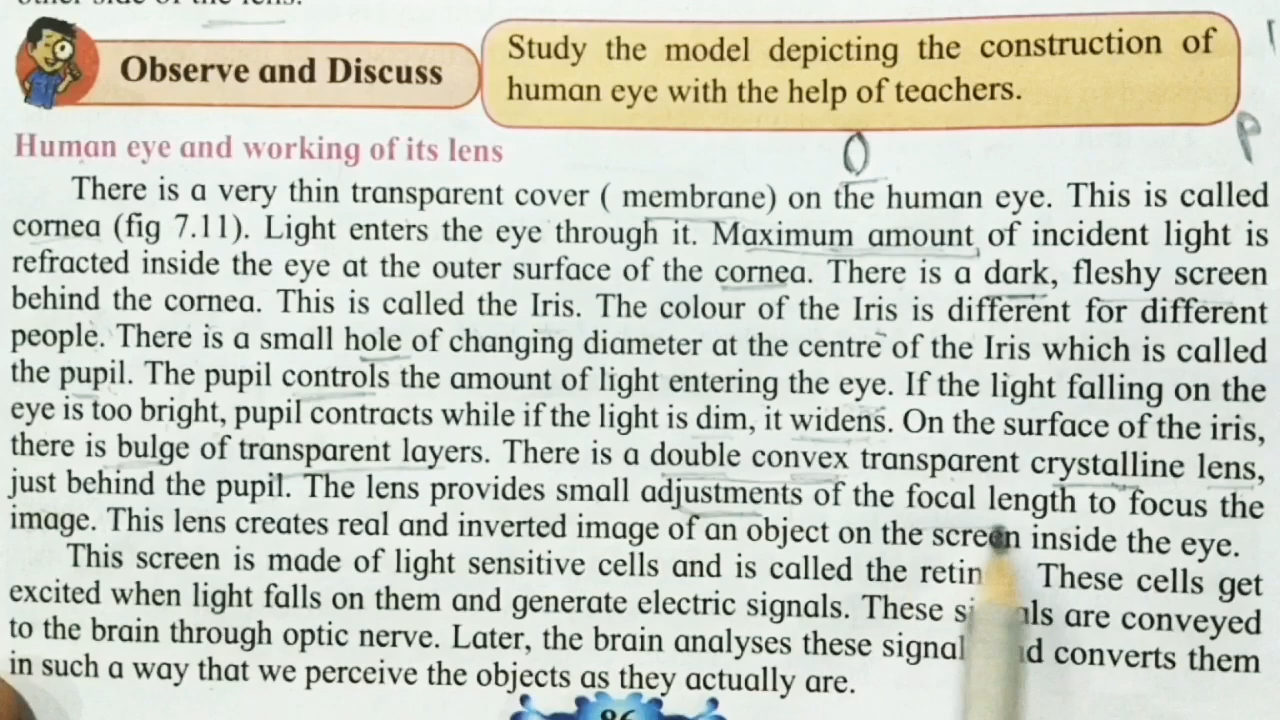 other side of the lens.
Observe and Discuss
Study the model depicting the construction of
human eye with the help of teachers.
Human eye and working of its lens
O
P
There is a very thin transparent cover ( membrane) on the human eye. This is called
cornea (fig 7.11). Light enters the eye through it. Maximum amount of incident light is
refracted inside the eye at the outer surface of the cornea. There is a dark, fleshy screen
behind the cornea. This is called the Iris. The colour of the Iris is different for different
people. There is a small hole of changing diameter at the centre of the Iris which is called
the pupil. The pupil controls the amount of light entering the eye. If the light falling on the
eye is too bright, pupil contracts while if the light is dim, it widens. On the surface of the iris,
there is bulge of transparent layers. There is a double convex transparent crystalline lens,
just behind the pupil. The lens provides small adjustments of the focal length to focus the
image. This lens creates real and inverted image of an object on the screen inside the eye.
This screen is made of light sensitive cells and is called the retin These cells get
excited when light falls on them and generate electric signals. These si als are conveyed
to the brain through optic nerve. Later, the brain analyses these signal d converts them
in such a way that we perceive the objects as they actually are.
86